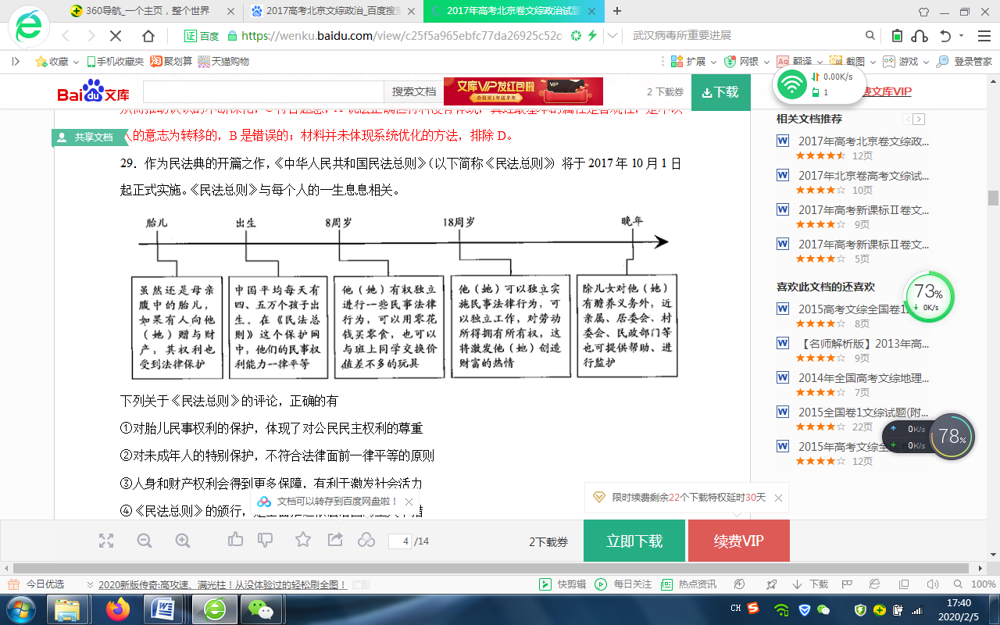 360导航_一个主页，整个世界
2017高考北京文综政治_百度搜
2017年高考北京卷文综政治试题
证 百度 https://wenku.baidu.com/view/c25f5a965ebfc77da26925c52c 武汉病毒所重要进展
收藏 手机收藏夹 淘 聚划算 天猫购物 扩展 网银 翻译 截图 游戏 登录管家
0.00K/s
1
Bai du 文库 搜索文档 文库VIP发红包啦 2 下载券 下载 费文库VIP
会员买1年送半年
共享文档
人的意志为转移的，B 是错误的；材料并未体现系统优化的方法，排除 D。
29．作为民法典的开篇之作，《中华人民共和国民法总则》（以下简称《民法总则》）将于 2017 年 10 月 1 日
起正式实施。《民法总则》与每个人的一生息息相关。
胎儿 出生 8周岁 18周岁 晚年
虽然还是母亲
腹中的胎儿，
如果有人向他
（她）赠与财
产，其权利也
受到法律保护
中国平均每天有
四、五万个孩子出
生。在《民法总
则》这个保护网
中，他们的民事权
利能力一律平等
他（她）有权独立
进行一些民事法律
行为，可以用零花
钱买零食，也可以
与班上同学交换价
值差不多的玩具
他（她）可以独立实
施民事法律行为，可
以独立工作，对劳动
所得拥有所有权，这
将激发他（她）创造
财富的热情
除儿女对他（她）
有赡养义务外，近
亲属、居委会、村
委会、民政部门等
也可提供帮助、进
行监护
下列关于《民法总则》的评论，正确的有
①对胎儿民事权利的保护，体现了对公民民主权利的尊重
②对未成年人的特别保护，不符合法律面前一律平等的原则
③人身和财产权利会得到更多保障，有利于激发社会活力
④《民法总则》的颁行，
文档可以转存到百度网盘啦！
限时续费剩余22个下载特权延时30天
相关文档推荐
2017年高考北京卷文综政...
12页
2017年北京卷高考文综试...
10页
2017年高考新课标Ⅱ卷文...
9页
2017年高考新课标Ⅱ卷文...
5页
喜欢此文档的还喜欢
2015高考文综全国卷1
8页
【名师解析版】2013年高...
9页
2014年全国高考文综地理...
7页
2015全国卷1文综试题(附...
22页
2015年高考文综全
12页
73%
0K/s
0K/s
0K/s
78%
4 /14 2下载券 立即下载 续费VIP
今日优选 2020新版传奇:高攻速、满光柱！从没体验过的轻松刷全图！ 广告 快剪辑 每日关注 热点资讯 下载 100%
CH
17:40
2020/2/5